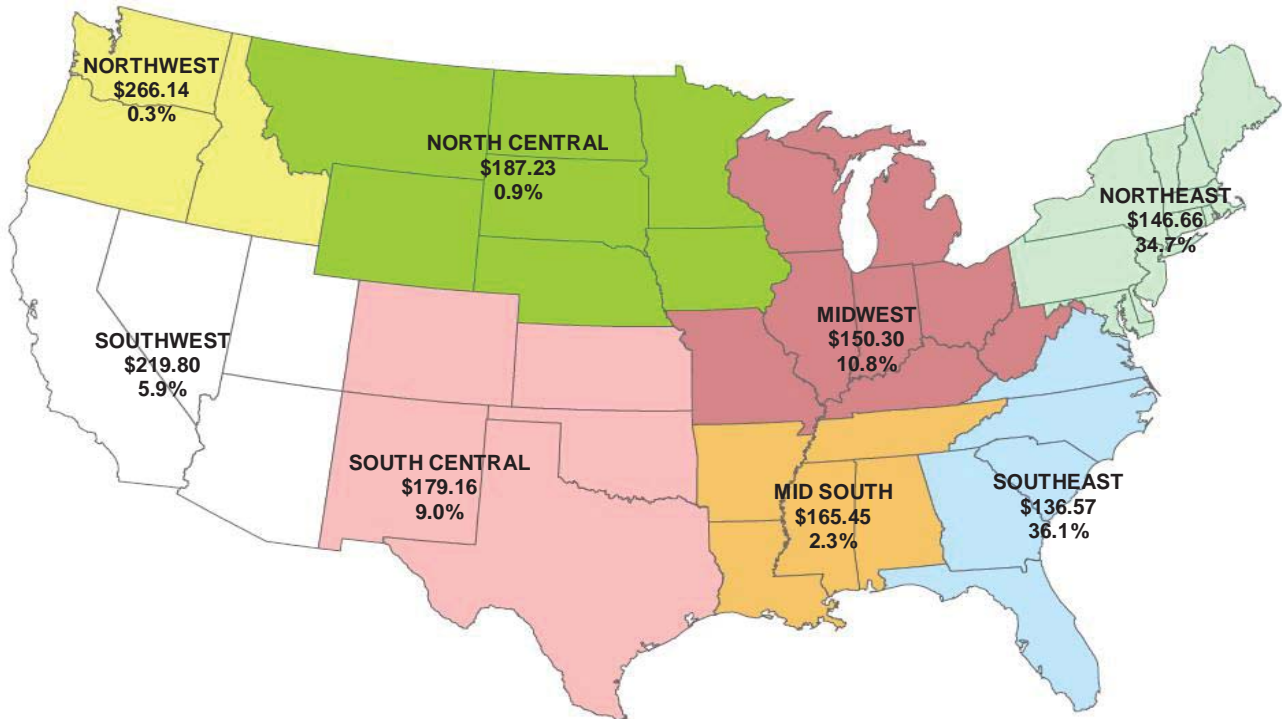 NORTHWEST
$266.14
0.3%
NORTH CENTRAL
$187.23
0.9%
NORTHEAST
$146.66
34.7%
SOUTHWEST
$219.80
5.9%
MIDWEST
$150.30
10.8%
SOUTH CENTRAL
$179.16
9.0%
MID SOUTH
$165.45
2.3%
SOUTHEAST
$136.57
36.1%